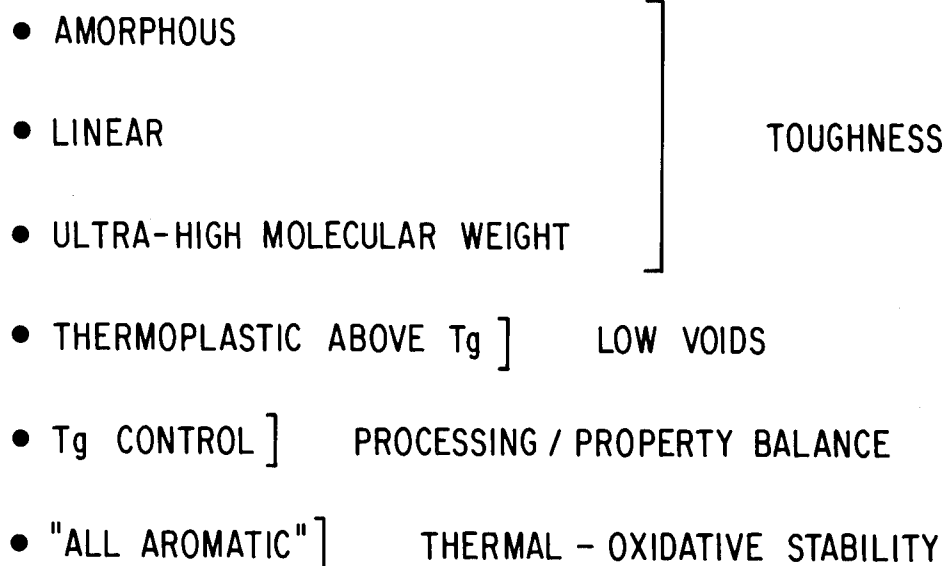 • AMORPHOUS
• LINEAR TOUGHNESS
• ULTRA-HIGH MOLECULAR WEIGHT
• THERMOPLASTIC ABOVE Tg ] LOW VOIDS
• Tg CONTROL ] PROCESSING / PROPERTY BALANCE
• "ALL AROMATIC" ] THERMAL - OXIDATIVE STABILITY